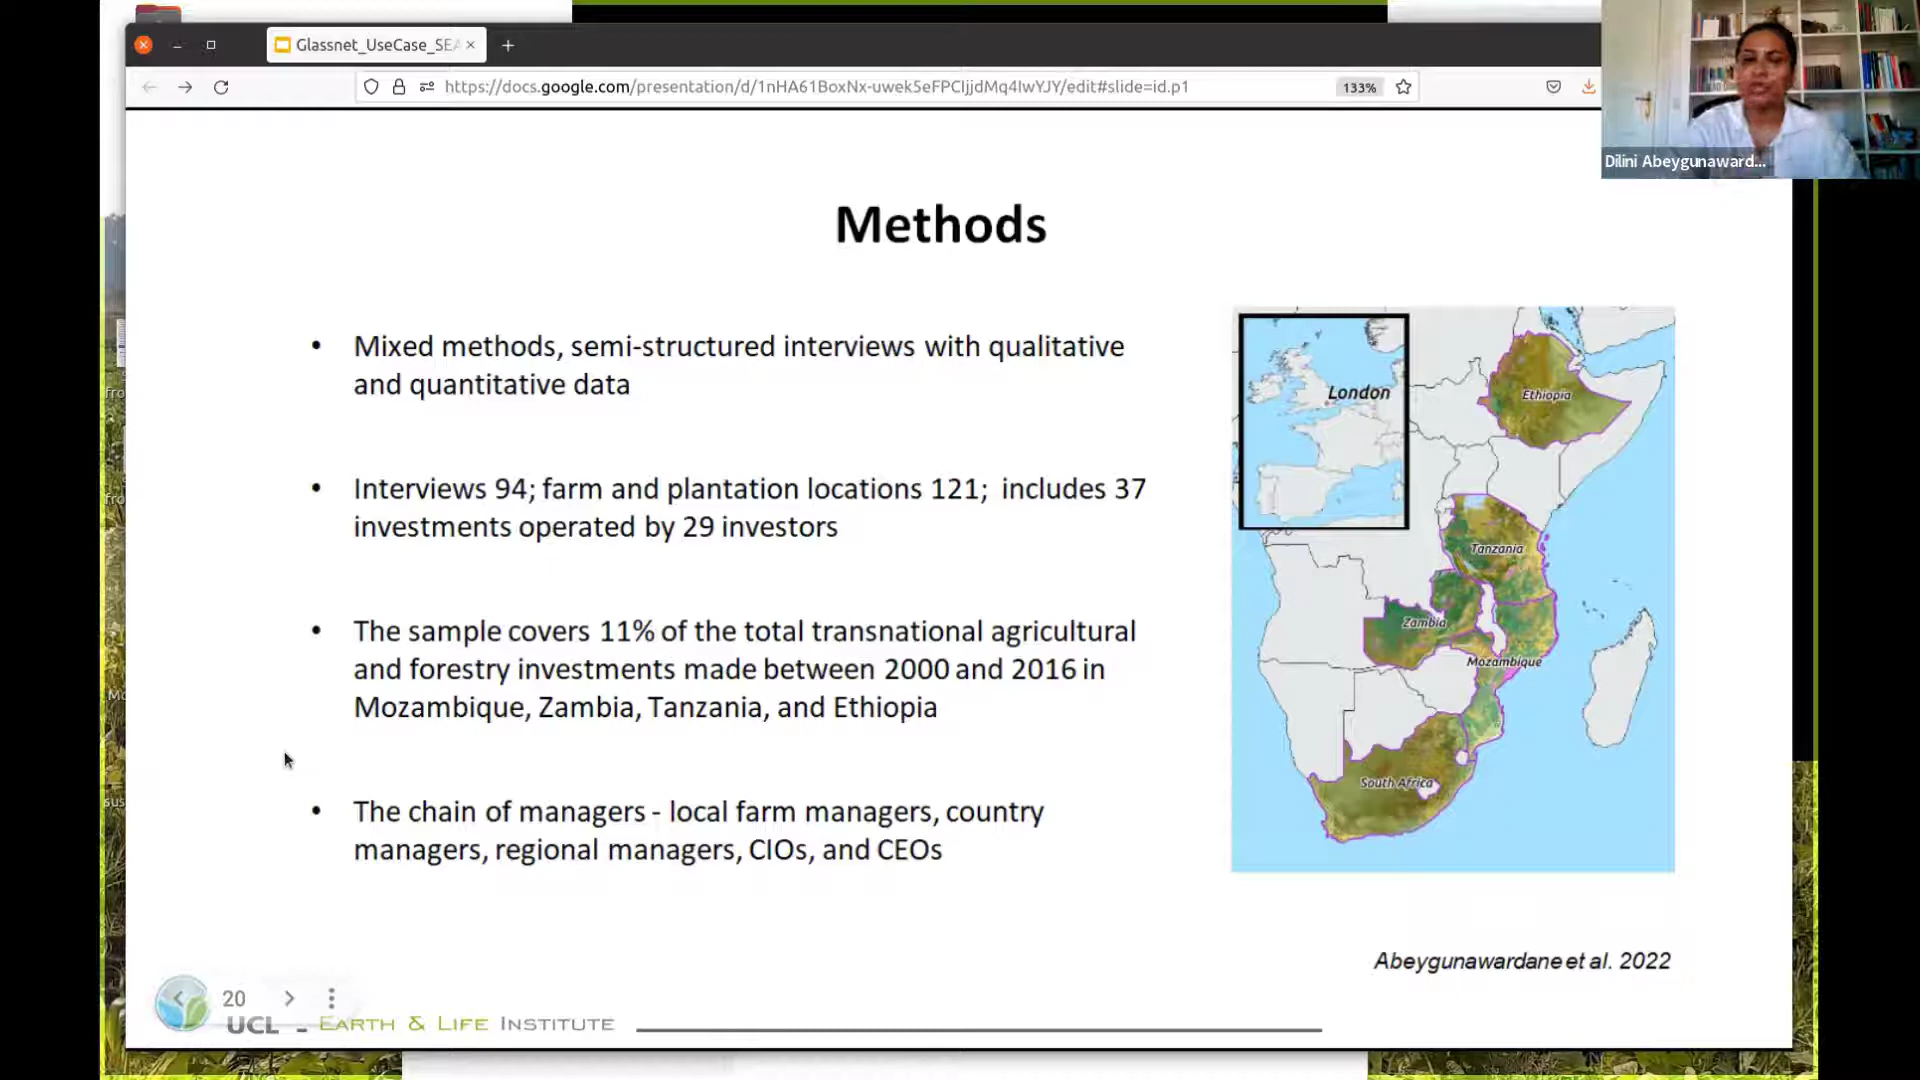 Glassnet_UseCase_SEA
https://docs.google.com/presentation/d/1nHA61BoxNx-uwek5eFPCIjjdMq4IwYJY/edit#slide=id.p1
133%
Dilini Abeygunaward...
Methods
• Mixed methods, semi-structured interviews with qualitative
and quantitative data
• Interviews 94; farm and plantation locations 121; includes 37
investments operated by 29 investors
• The sample covers 11% of the total transnational agricultural
and forestry investments made between 2000 and 2016 in
Mozambique, Zambia, Tanzania, and Ethiopia
• The chain of managers - local farm managers, country
managers, regional managers, CIOs, and CEOs
London
Ethiopia
Tanzania
Zambia
Mozambique
South Africa
Abeygunawardane et al. 2022
20
UCL - EARTH & LIFE INSTITUTE